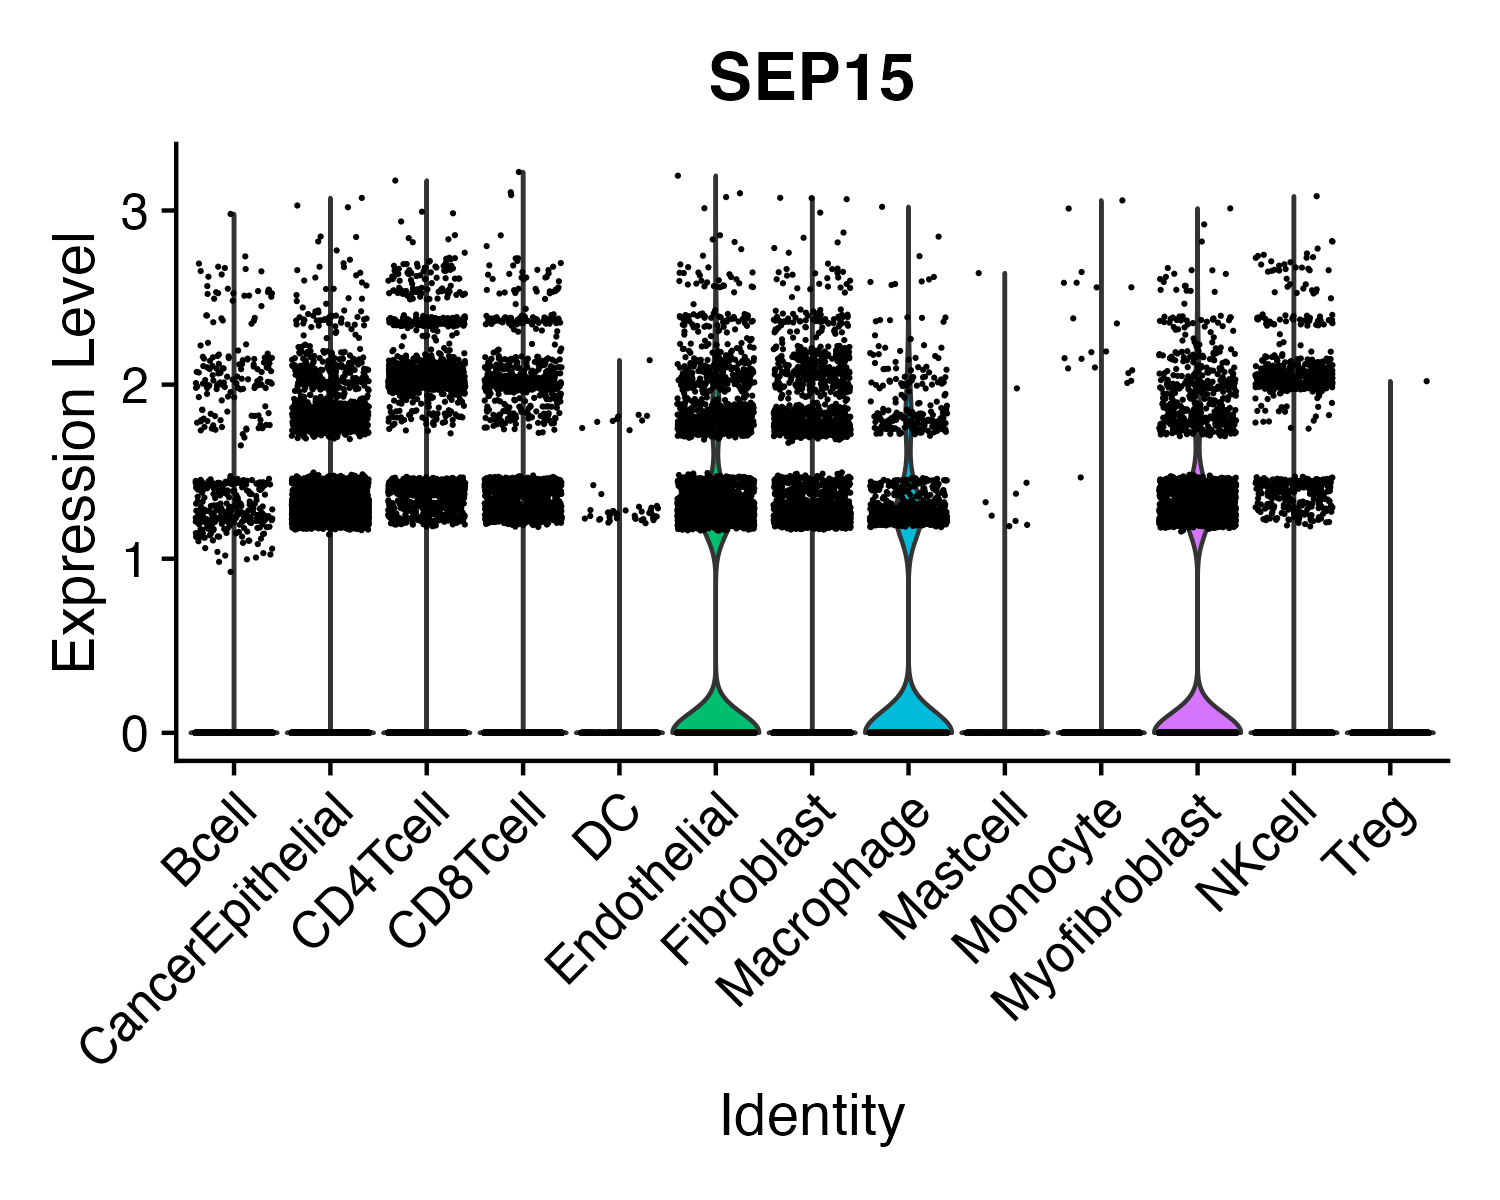 SEP15
Expression Level
3
2
1
0
Bcell
CancerEpithelial
CD4Tcell
CD8Tcell
DC
Endothelial
Fibroblast
Macrophage
Mastcell
Monocyte
Myofibroblast
NKcell
Treg
Identity